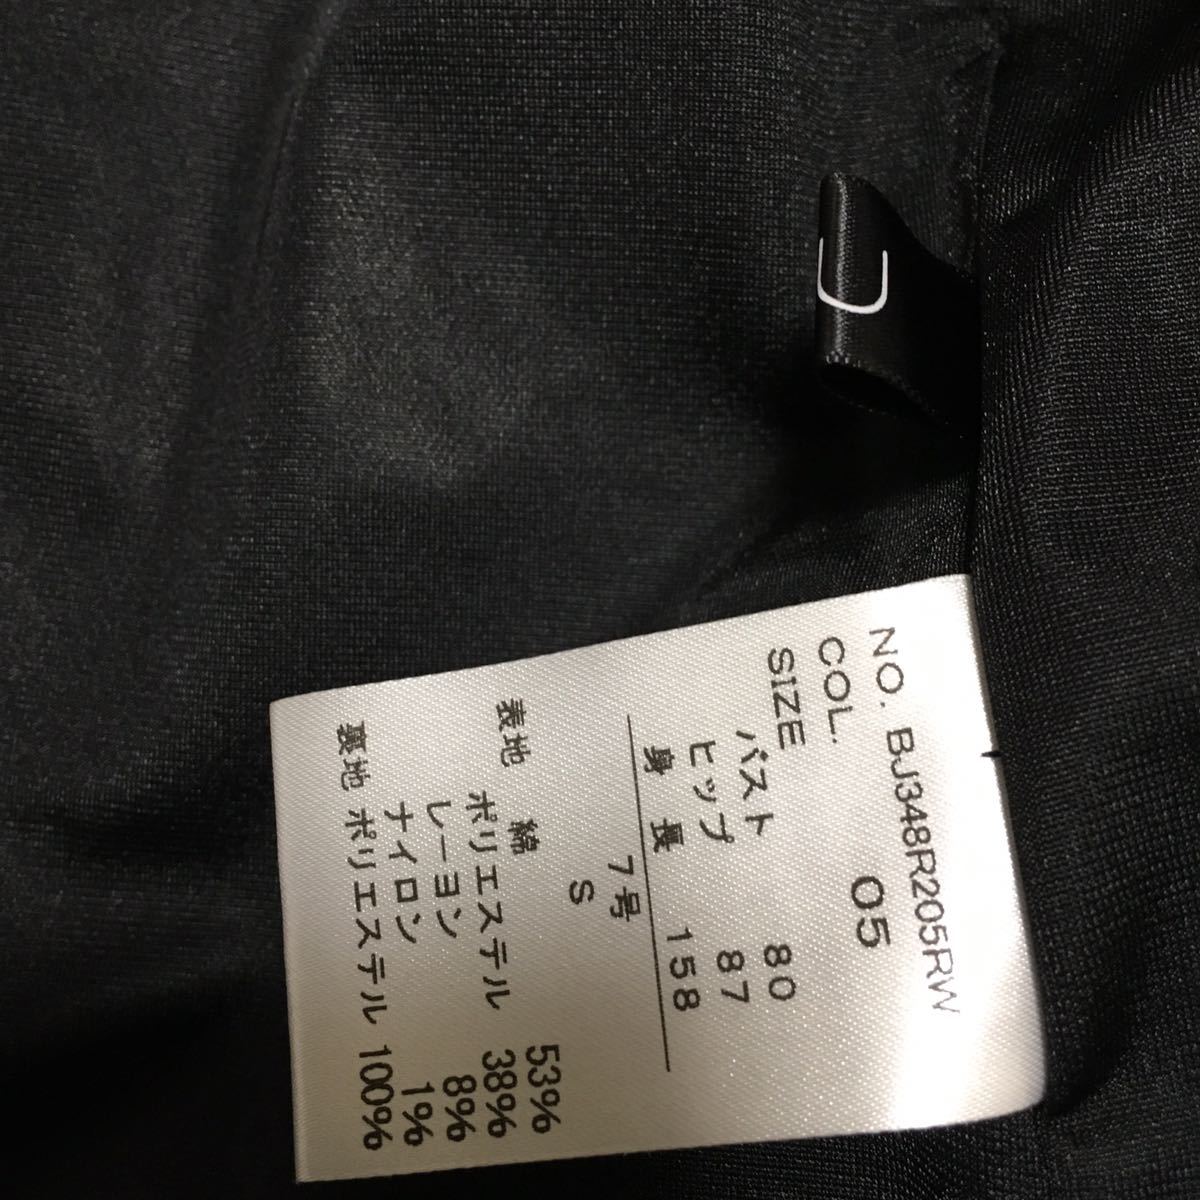 NO. BJ348R205RW
COL. 05
SIZE
バスト 80
ヒップ 87
身長 158
7号
S
表地 綿 53%
ポリエステル 38%
レーヨン 8%
ナイロン 1%
裏地 ポリエステル 100%
U